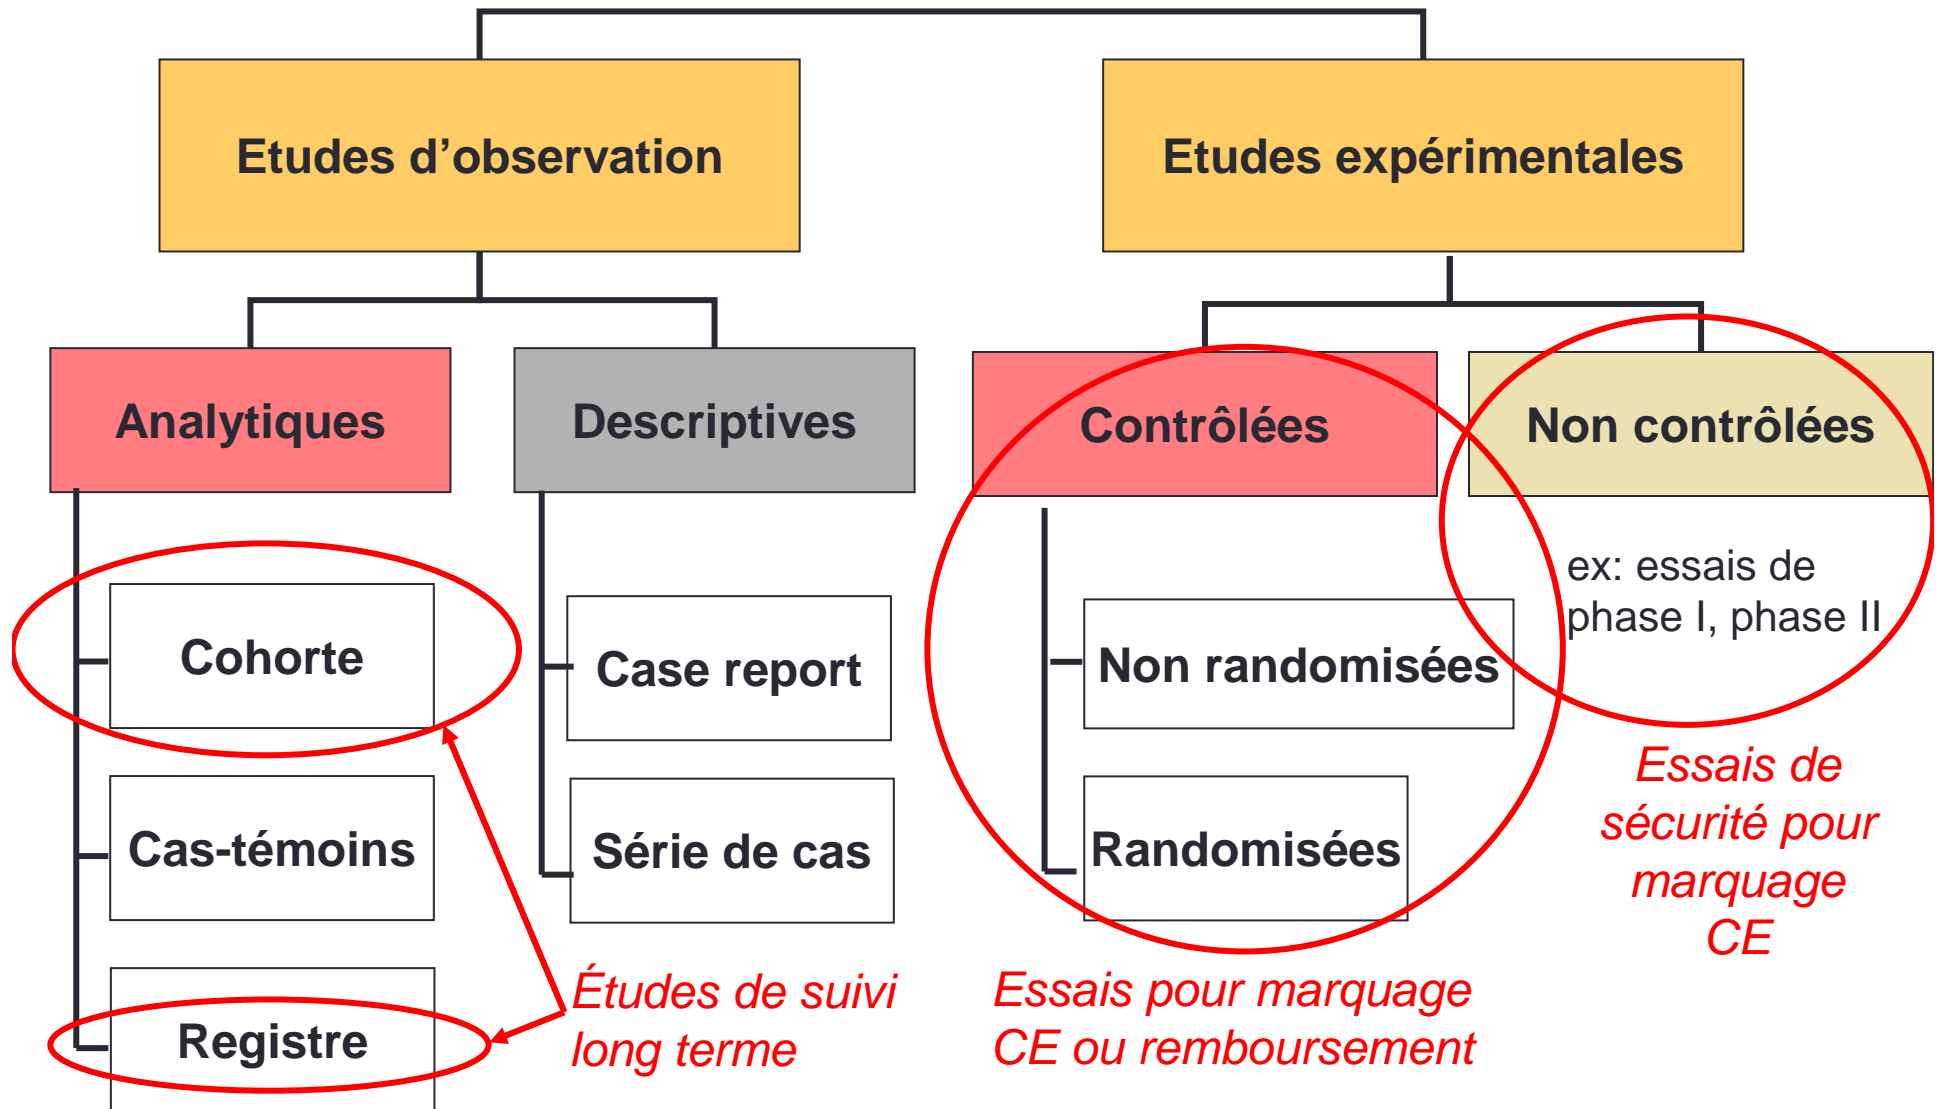 Etudes d’observation
Etudes expérimentales
Analytiques
Descriptives
Contrôlées
Non contrôlées
Cohorte
Cas-témoins
Registre
Case report
Série de cas
Études de suivi
long terme
Non randomisées
Randomisées
Essais pour marquage
CE ou remboursement
ex: essais de
phase I, phase II
Essais de
sécurité pour
marquage
CE